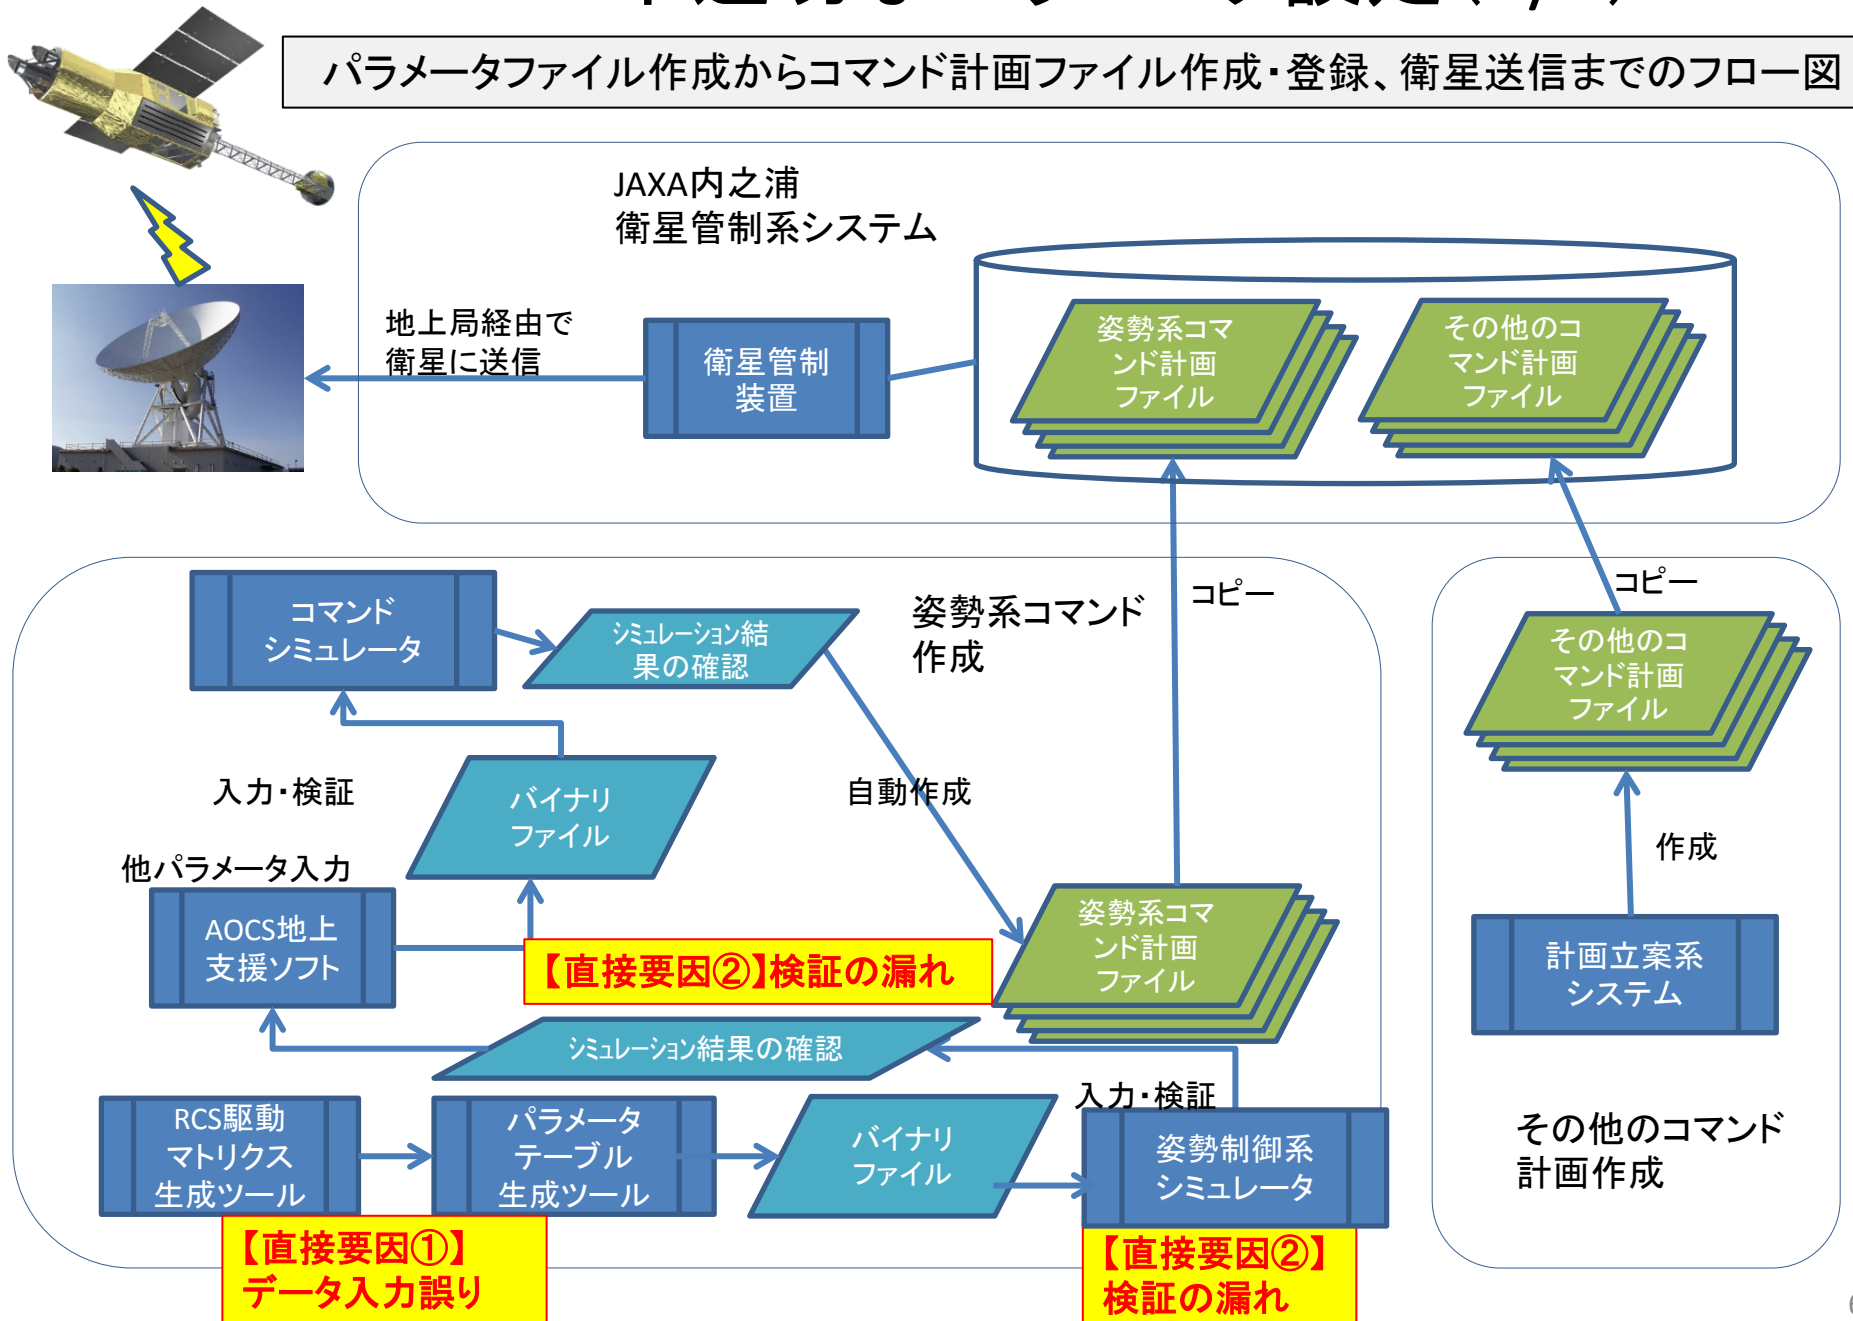 パラメータファイル作成からコマンド計画ファイル作成・登録、衛星送信までのフロー図
JAXA内之浦
衛星管制系システム
地上局経由で
衛星に送信
衛星管制
装置
姿勢系コマ
ンド計画
ファイル
その他のコ
マンド計画
ファイル
コマンド
シミュレータ
シミュレーション結
果の確認
姿勢系コマンド
作成
コピー
コピー
その他のコ
マンド計画
ファイル
入力・検証
バイナリ
ファイル
自動作成
作成
他パラメータ入力
AOCS地上
支援ソフト
【直接要因②】検証の漏れ
姿勢系コマ
ンド計画
ファイル
計画立案系
システム
シミュレーション結果の確認
入力・検証
RCS駆動
マトリクス
生成ツール
パラメータ
テーブル
生成ツール
バイナリ
ファイル
姿勢制御系
シミュレータ
その他のコマンド
計画作成
【直接要因①】
データ入力誤り
【直接要因②】
検証の漏れ